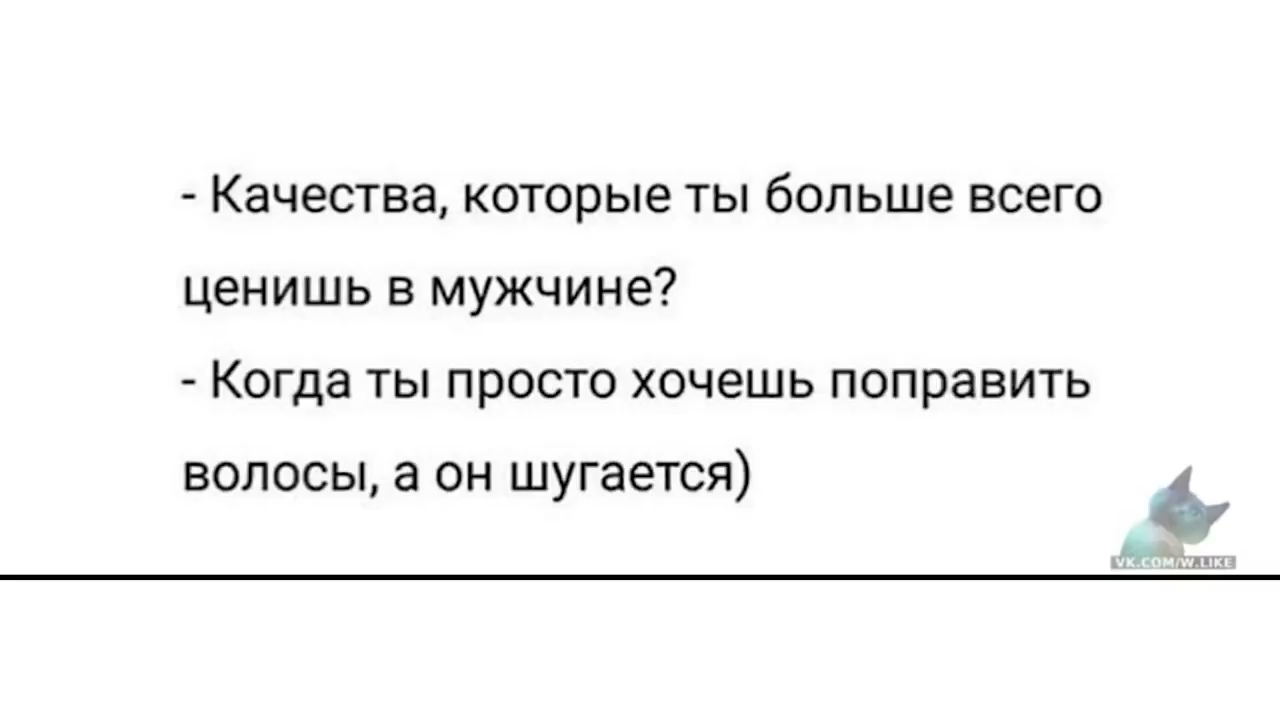 - Качества, которые ты больше всего
ценишь в мужчине?
- Когда ты просто хочешь поправить
волосы, а он шугается)
VK.COM/W.LIKE